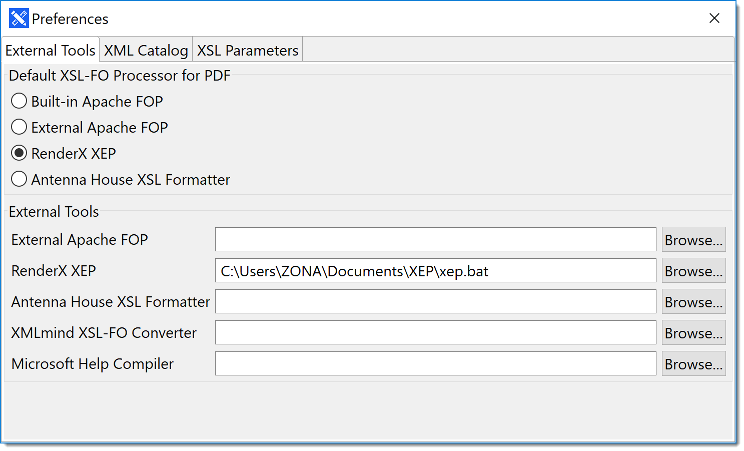 Preferences
External Tools XML Catalog XSL Parameters
Default XSL-FO Processor for PDF
Built-in Apache FOP
External Apache FOP
RenderX XEP
Antenna House XSL Formatter
External Tools
External Apache FOP Browse...
RenderX XEP C:\Users\ZONA\Documents\XEP\xep.bat Browse...
Antenna House XSL Formatter Browse...
XMLmind XSL-FO Converter Browse...
Microsoft Help Compiler Browse...